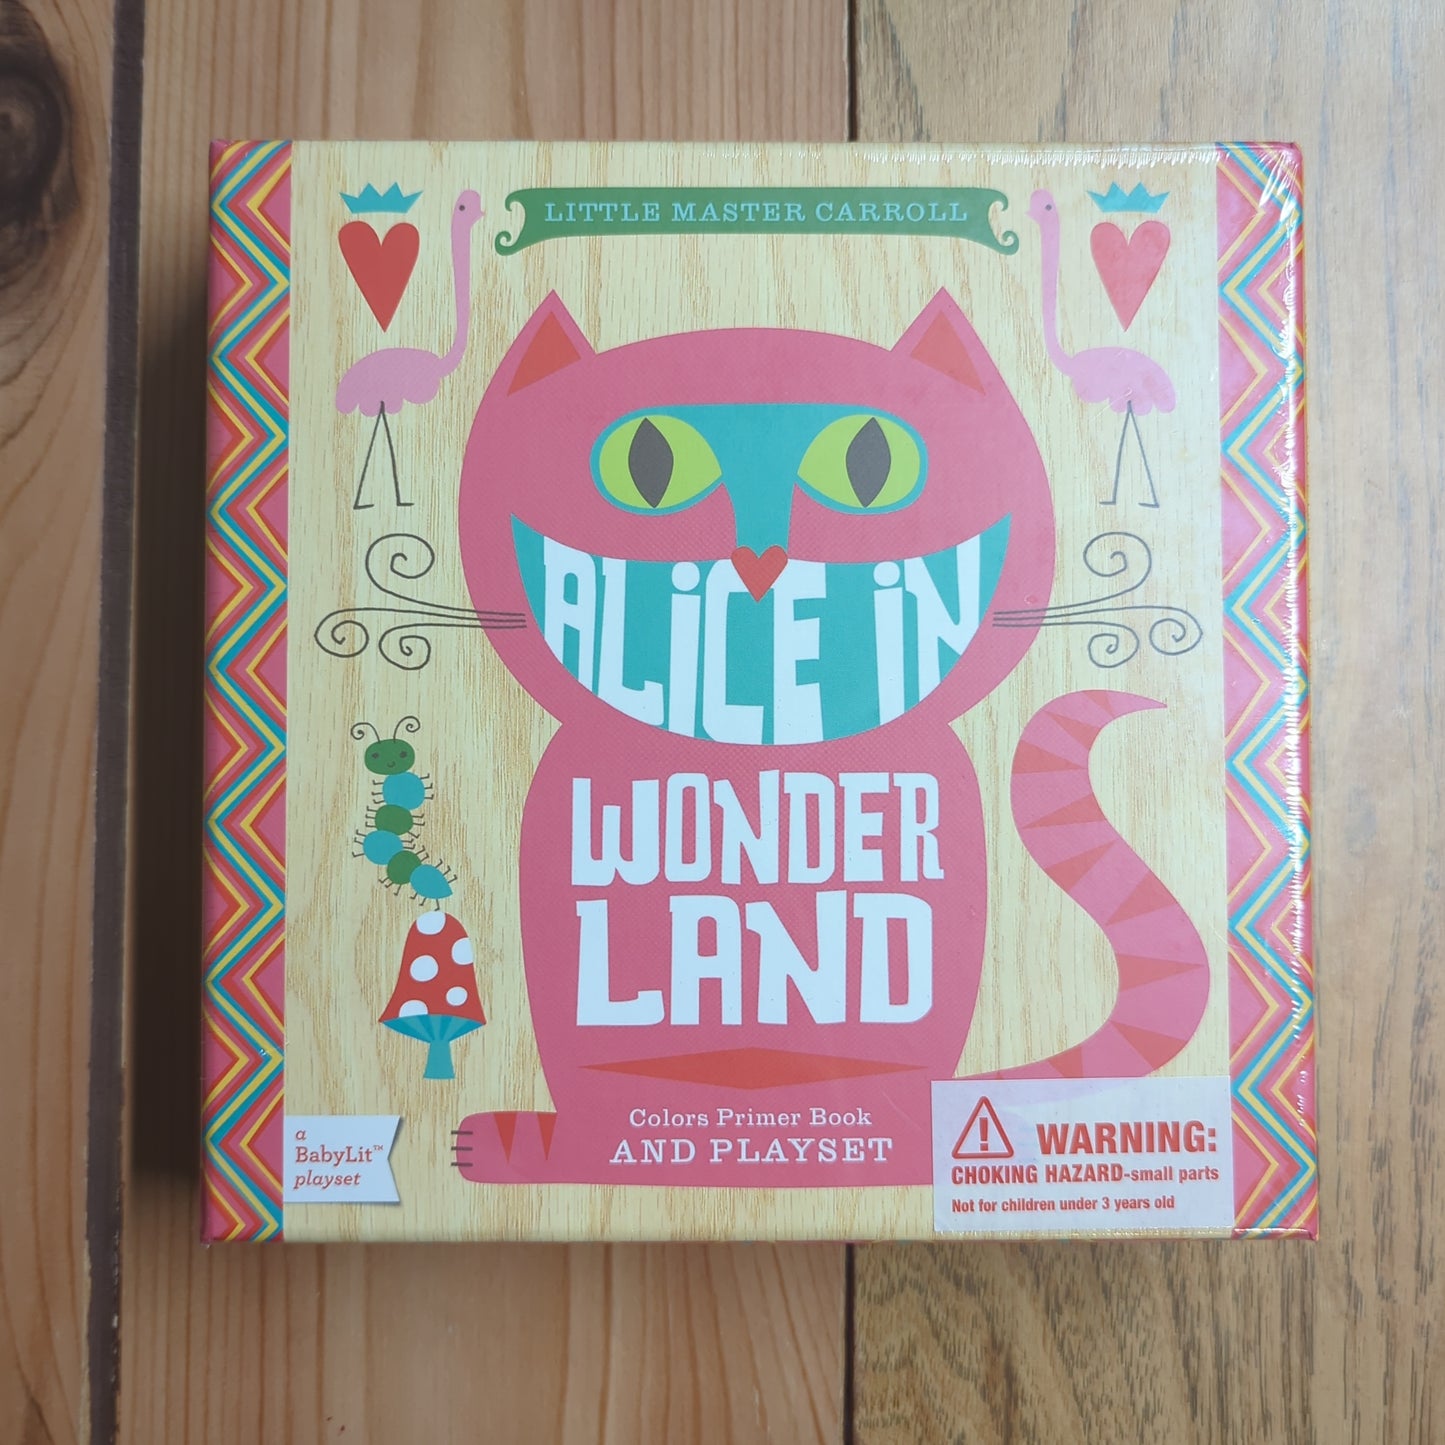 LITTLE MASTER CARROLL
ALiCE iN
WONDER
LAND
Colors Primer Book
AND PLAYSET
a
BabyLit™
playset
WARNING:
CHOKING HAZARD-small parts
Not for children under 3 years old